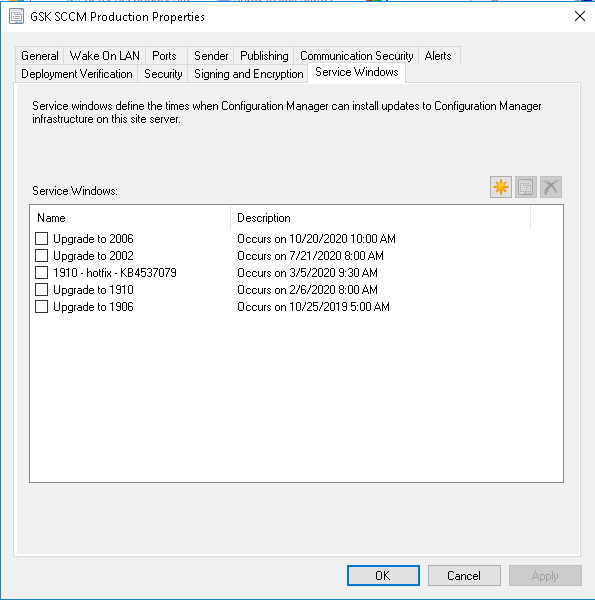 GSK SCCM Production Properties
General Wake On LAN Ports Sender Publishing Communication Security Alerts
Deployment Verification Security Signing and Encryption Service Windows
Service windows define the times when Configuration Manager can install updates to Configuration Manager
infrastructure on this site server.
Service Windows:
Name Description
Upgrade to 2006 Occurs on 10/20/2020 10:00 AM
Upgrade to 2002 Occurs on 7/21/2020 8:00 AM
1910 - hotfix - KB4537079 Occurs on 3/5/2020 9:30 AM
Upgrade to 1910 Occurs on 2/6/2020 8:00 AM
Upgrade to 1906 Occurs on 10/25/2019 5:00 AM
OK Cancel Apply